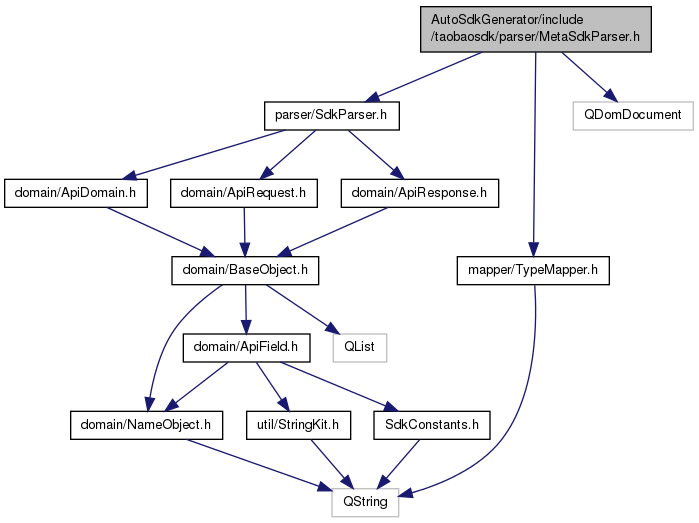 AutoSdkGenerator/include
/taobaosdk/parser/MetaSdkParser.h
parser/SdkParser.h
QDomDocument
domain/ApiDomain.h
domain/ApiRequest.h
domain/ApiResponse.h
domain/BaseObject.h
mapper/TypeMapper.h
domain/ApiField.h
QList
domain/NameObject.h
util/StringKit.h
SdkConstants.h
QString